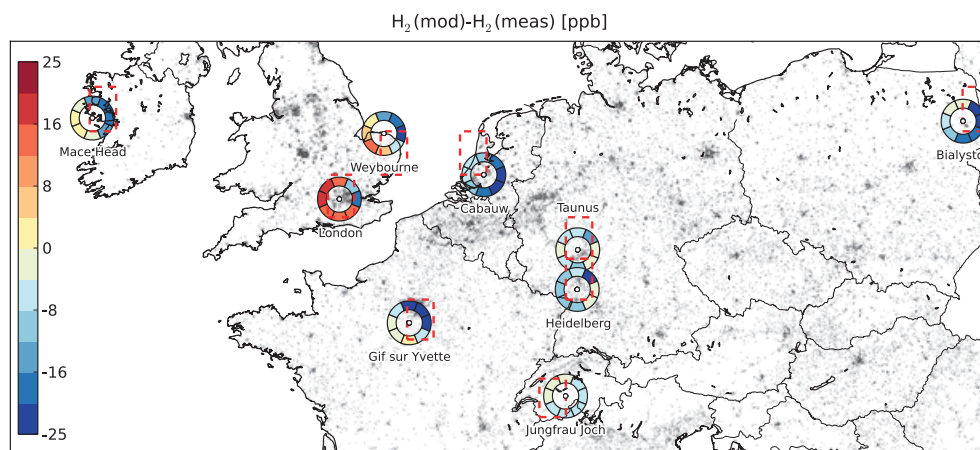 H₂(mod)-H₂(meas) [ppb]
25
16
8
0
-8
-16
-25
Mace Head
Weybourne
London
Cabauw
Taunus
Heidelberg
Gif sur Yvette
Jungfrau Joch
Bialysto